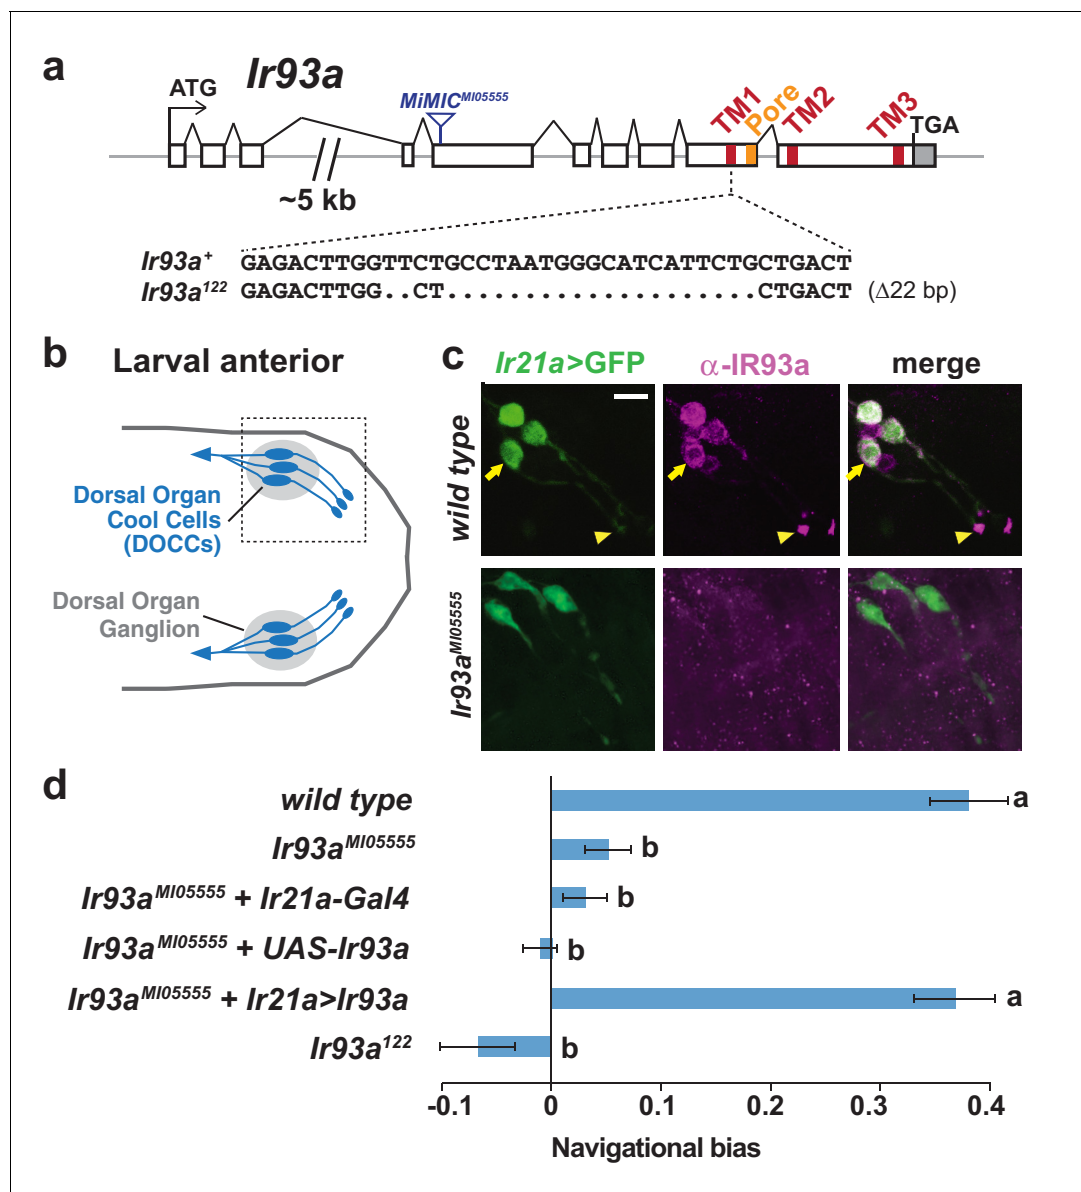 a
Ir93a
ATG
MiMIC^MI05555
TM1
Pore
TM2
TM3
TGA
~5 kb
Ir93a⁺ GAGACTTGGTTCTGCCTAATGGGCATCATTCTGCTGACT
Ir93a¹²² GAGACTTGG..CT....................CTGACT (Δ22 bp)
b
Larval anterior
Dorsal Organ
Cool Cells
(DOCCs)
Dorsal Organ
Ganglion
c
Ir21a>GFP
α-IR93a
merge
wild type
Ir93a^MI05555
d
wild type a
Ir93a^MI05555 b
Ir93a^MI05555 + Ir21a-Gal4 b
Ir93a^MI05555 + UAS-Ir93a b
Ir93a^MI05555 + Ir21a>Ir93a a
Ir93a¹²² b
-0.1 0 0.1 0.2 0.3 0.4
Navigational bias